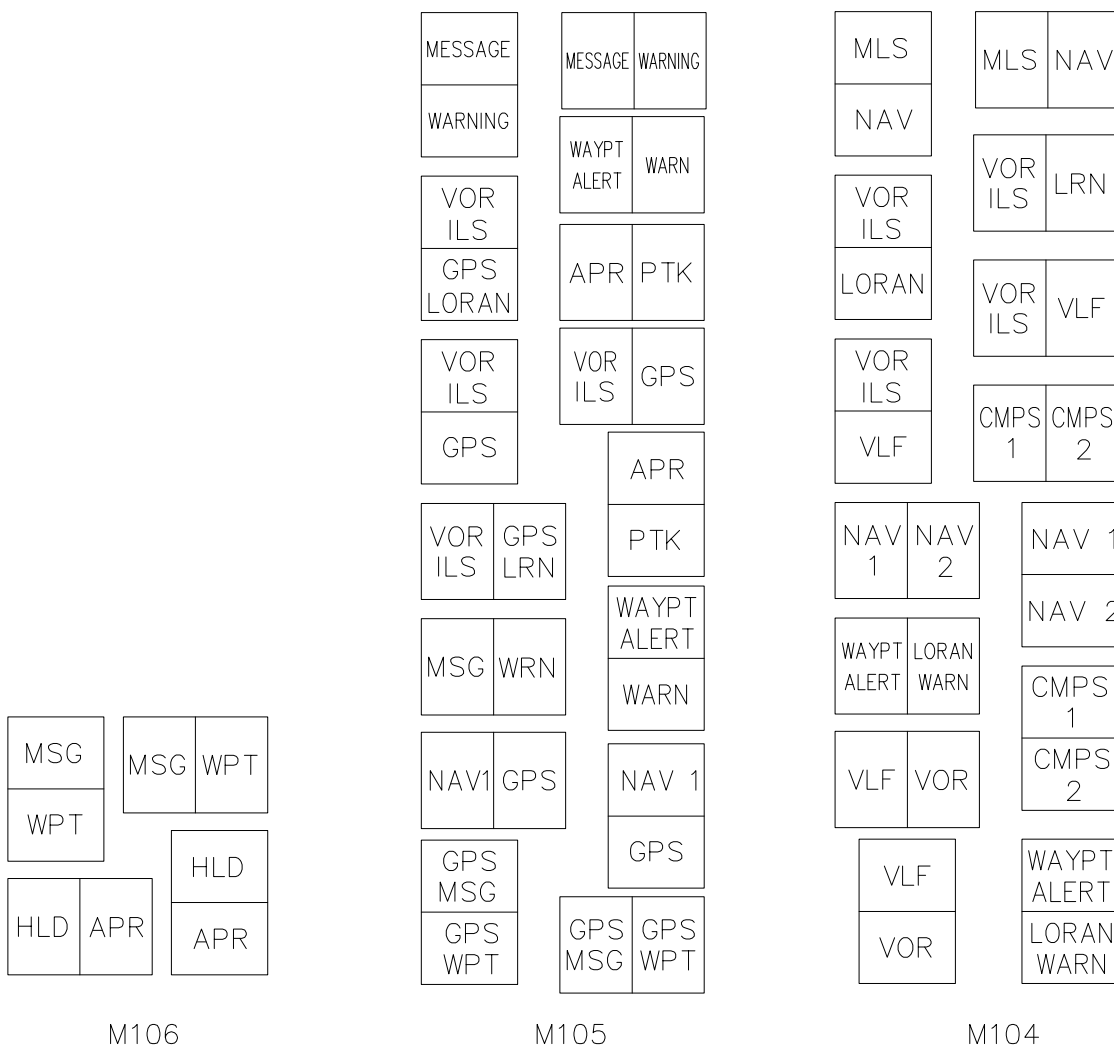 MSG
WPT
MSG WPT
HLD APR
HLD
APR
M106
MESSAGE
WARNING
MESSAGE WARNING
WAYPT WARN
ALERT
VOR
ILS
GPS
LORAN
APR PTK
VOR
ILS
GPS
VOR GPS
ILS
APR
PTK
VOR GPS
ILS LRN
WAYPT
ALERT
WARN
MSG WRN
NAV1 GPS
NAV 1
GPS
GPS
MSG
GPS
WPT
GPS GPS
MSG WPT
M105
MLS
NAV
MLS NAV
VOR LRN
ILS
VOR
ILS
LORAN
VOR VLF
ILS
VOR
ILS
VLF
CMPS CMPS
1 2
NAV NAV
1 2
NAV 1
NAV 2
WAYPT LORAN
ALERT WARN
CMPS
1
CMPS
2
VLF VOR
VLF
VOR
WAYPT
ALERT
LORAN
WARN
M104